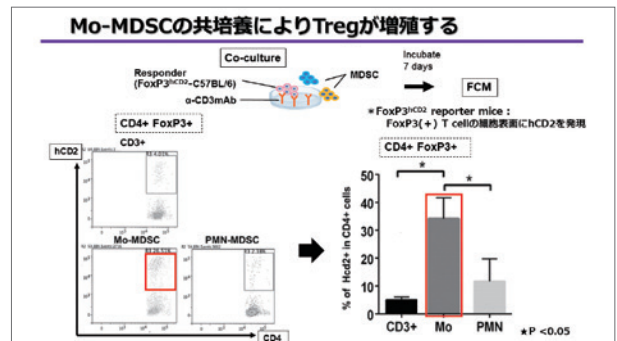 Mo-MDSCの共培養によりTregが増殖する
Co-culture
Responder
(FoxP3hCD2-C57BL/6)
α-CD3mAb
MDSC
Incubate
7 days
FCM
*FoxP3hCD2 reporter mice:
FoxP3(+) T cellの細胞表面にhCD2を発現
CD4+ FoxP3+
hCD2
CD3+
Mo-MDSC
PMN-MDSC
CD4
CD4+ FoxP3+
% of Hcd2+ in CD4+ cells
50
40
30
20
10
0
*
*
CD3+ Mo PMN
★P <0.05